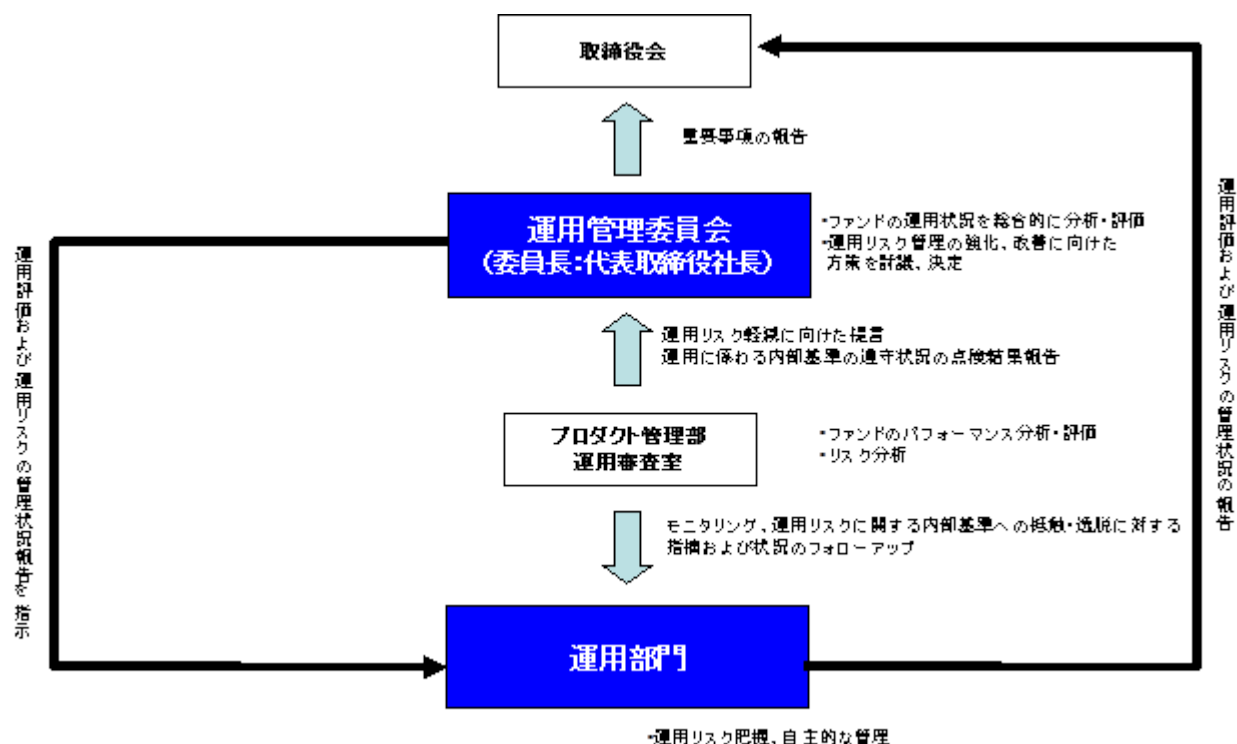 取締役会
重要事項の報告
運用管理委員会
(委員長:代表取締役社長)
・ファンドの運用状況を総合的に分析・評価
・運用リスク管理の強化、改善に向けた
方策を討議、決定
運用リスク軽減に向けた提言
運用に係わる内部基準の遵守状況の点検結果報告
プロダクト管理部
運用審査室
・ファンドのパフォーマンス分析・評価
・リスク分析
モニタリング、運用リスクに関する内部基準への抵触・逸脱に対する
指摘および状況のフォローアップ
運用部門
・運用リスク把握、自主的な管理
運用評価および運用リスクの管理状況報告を指示
運用評価および運用リスクの管理状況の報告